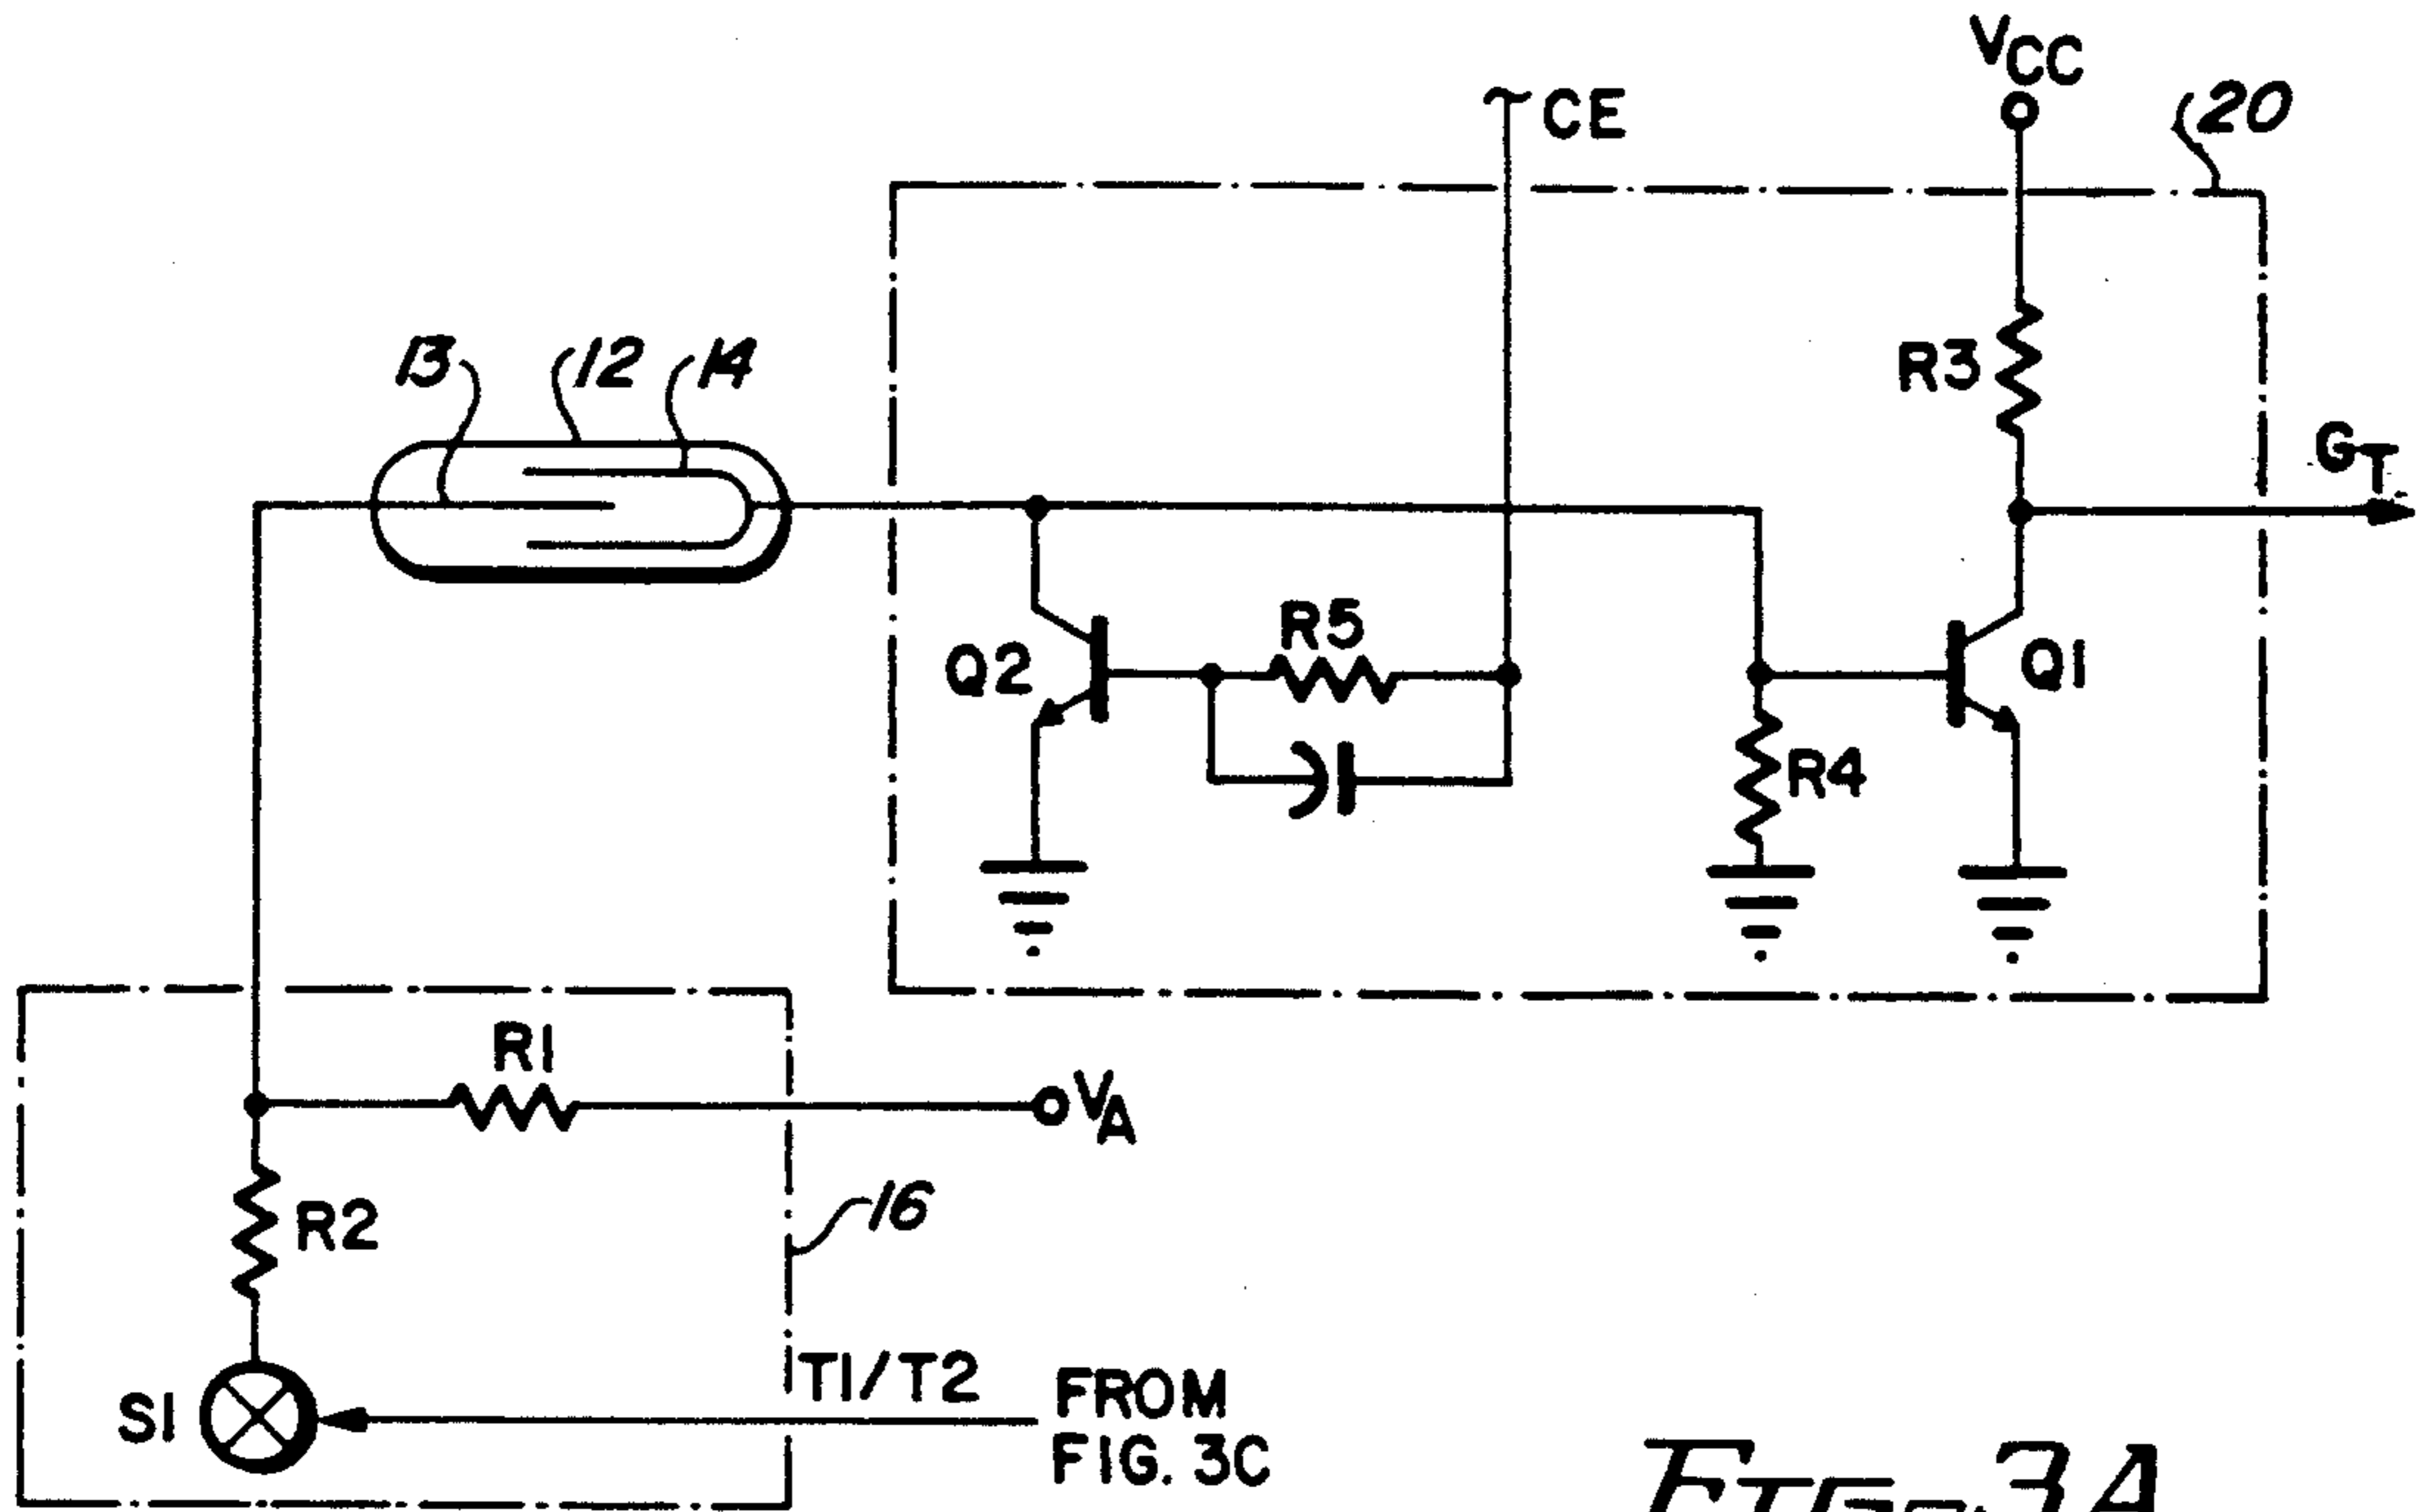 VCC
CE
20
13
12
14
R3
GT
R5
Q2
Q1
R4
R1
VA
R2
16
T1/T2
S1
FROM
FIG. 3C
FIG. 3A